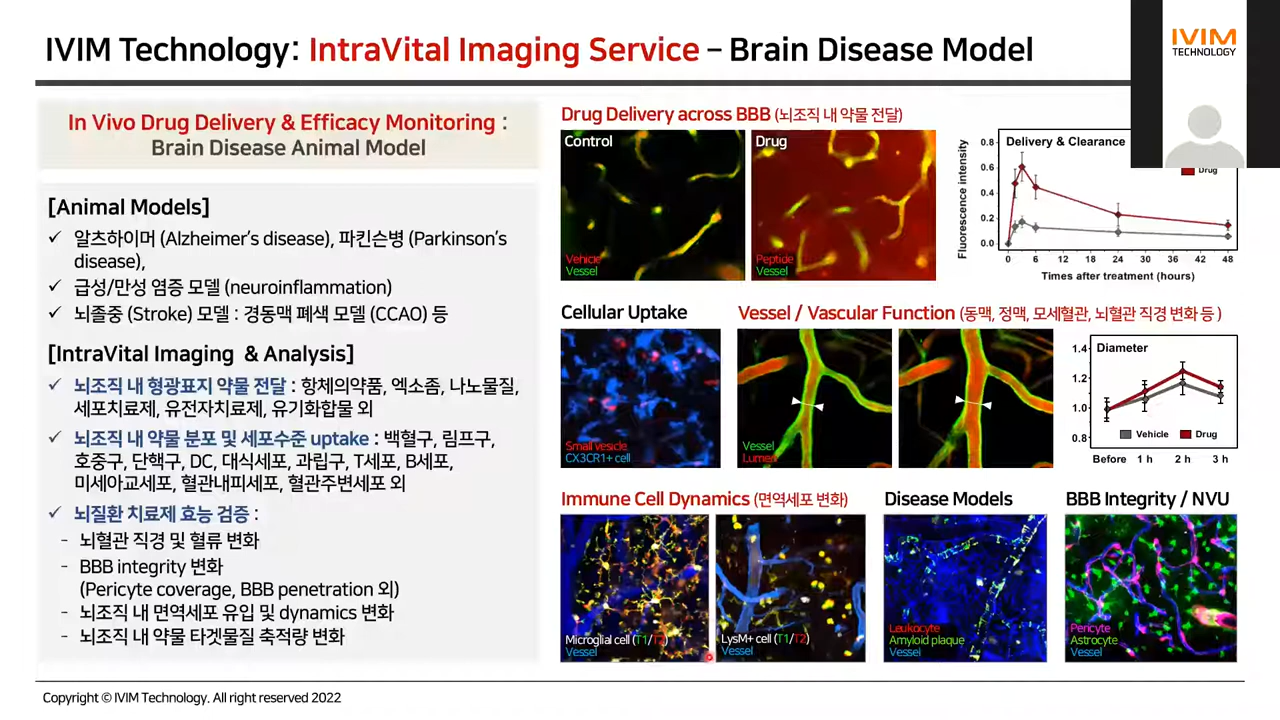 IVIM Technology: IntraVital Imaging Service – Brain Disease Model
IVIM
TECHNOLOGY
In Vivo Drug Delivery & Efficacy Monitoring :
Brain Disease Animal Model
[Animal Models]
✓ 알츠하이머 (Alzheimer's disease), 파킨슨병 (Parkinson's
disease),
✓ 급성/만성 염증 모델 (neuroinflammation)
✓ 뇌졸중 (Stroke) 모델 : 경동맥 폐색 모델 (CCAO) 등
[IntraVital Imaging & Analysis]
✓ 뇌조직 내 형광표지 약물 전달 : 항체의약품, 엑소좀, 나노물질,
세포치료제, 유전자치료제, 유기화합물 외
✓ 뇌조직 내 약물 분포 및 세포수준 uptake : 백혈구, 림프구,
호중구, 단핵구, DC, 대식세포, 과립구, T세포, B세포,
미세아교세포, 혈관내피세포, 혈관주변세포 외
✓ 뇌질환 치료제 효능 검증 :
- 뇌혈관 직경 및 혈류 변화
- BBB integrity 변화
(Pericyte coverage, BBB penetration 외)
- 뇌조직 내 면역세포 유입 및 dynamics 변화
- 뇌조직 내 약물 타겟물질 축적량 변화
Drug Delivery across BBB (뇌조직 내 약물 전달)
Control
Vehicle
Vessel
Drug
Peptide
Vessel
Delivery & Clearance
Drug
Fluorescence intensity
0.8
0.6
0.4
0.2
0.0
0 6 12 18 24 30 36 42 48
Times after treatment (hours)
Cellular Uptake
Small vesicle
CX3CR1+ cell
Vessel / Vascular Function (동맥, 정맥, 모세혈관, 뇌혈관 직경 변화 등 )
Vessel
Lumen
Diameter
1.4
1.2
1.0
0.8
Vehicle Drug
Before 1 h 2 h 3 h
Immune Cell Dynamics (면역세포 변화)
Microglial cell (T1/T2)
Vessel
LysM+ cell (T1/T2)
Vessel
Disease Models
Leukocyte
Amyloid plaque
Vessel
BBB Integrity / NVU
Pericyte
Astrocyte
Vessel
Copyright © IVIM Technology. All right reserved 2022